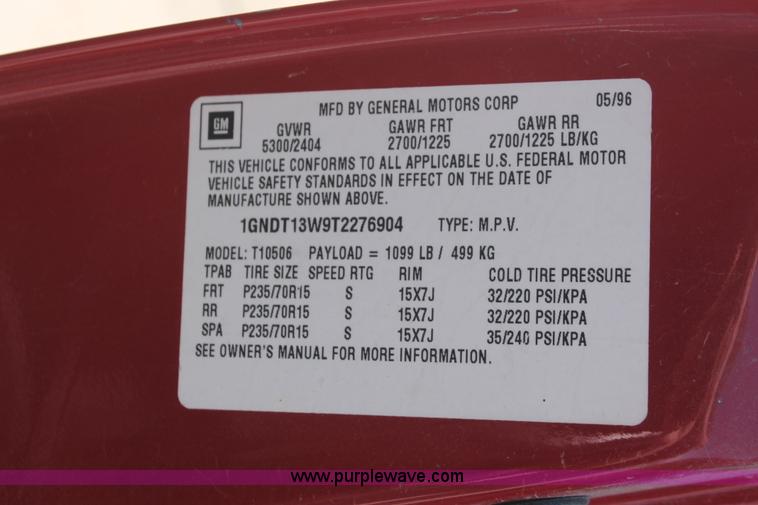 MFD BY GENERAL MOTORS CORP 05/96
GM
GVWR GAWR FRT GAWR RR
5300/2404 2700/1225 2700/1225 LB/KG
THIS VEHICLE CONFORMS TO ALL APPLICABLE U.S. FEDERAL MOTOR
VEHICLE SAFETY STANDARDS IN EFFECT ON THE DATE OF
MANUFACTURE SHOWN ABOVE.
1GNDT13W9T2276904 TYPE: M.P.V.
MODEL: T10506 PAYLOAD = 1099 LB / 499 KG
TPAB TIRE SIZE SPEED RTG RIM COLD TIRE PRESSURE
FRT P235/70R15 S 15X7J 32/220 PSI/KPA
RR P235/70R15 S 15X7J 32/220 PSI/KPA
SPA P235/70R15 S 15X7J 35/240 PSI/KPA
SEE OWNER'S MANUAL FOR MORE INFORMATION.
www.purplewave.com